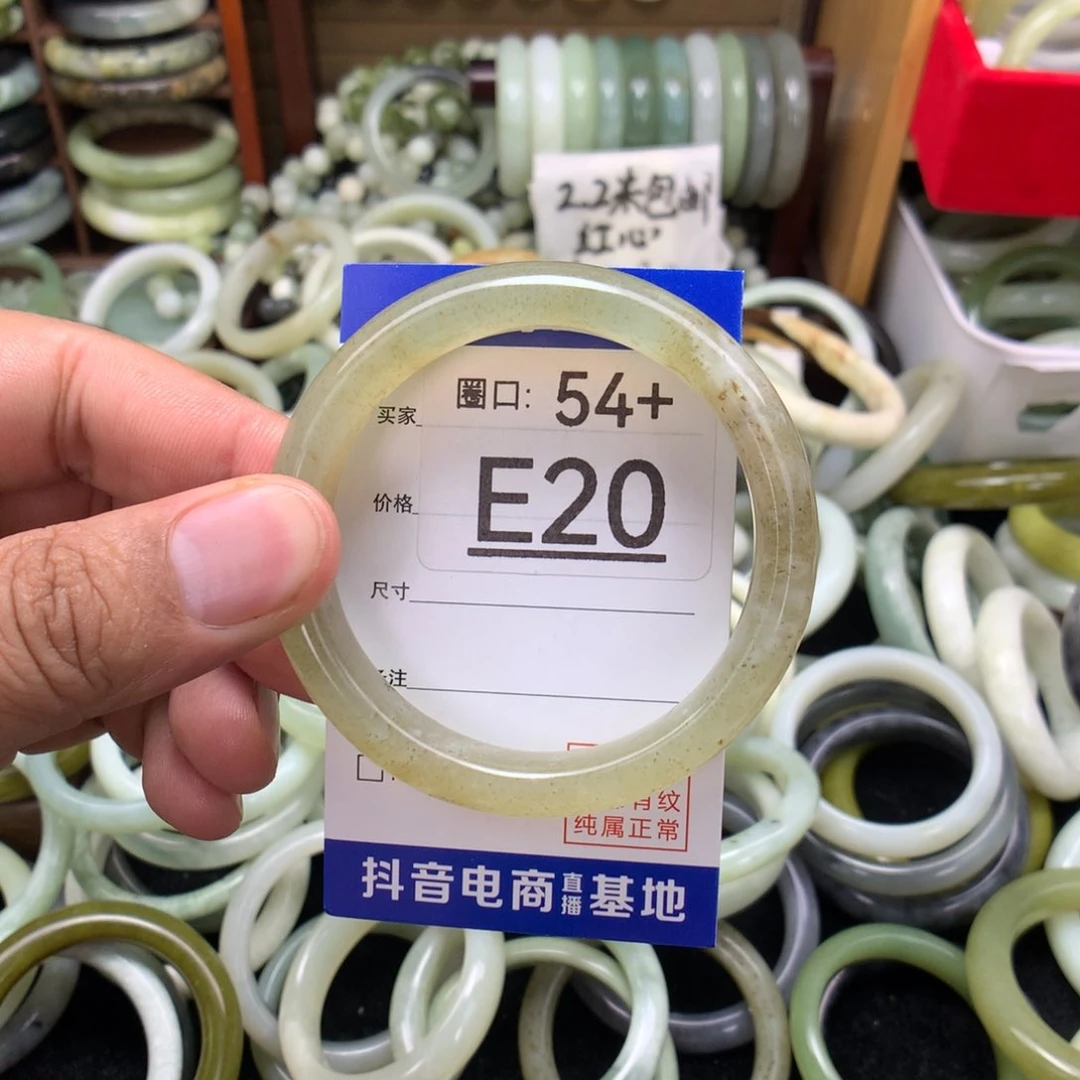 2.2米包邮
红心
圈口: 54+
买家
E20
价格
尺寸
注
有纹
纯属正常
抖音电商直播基地